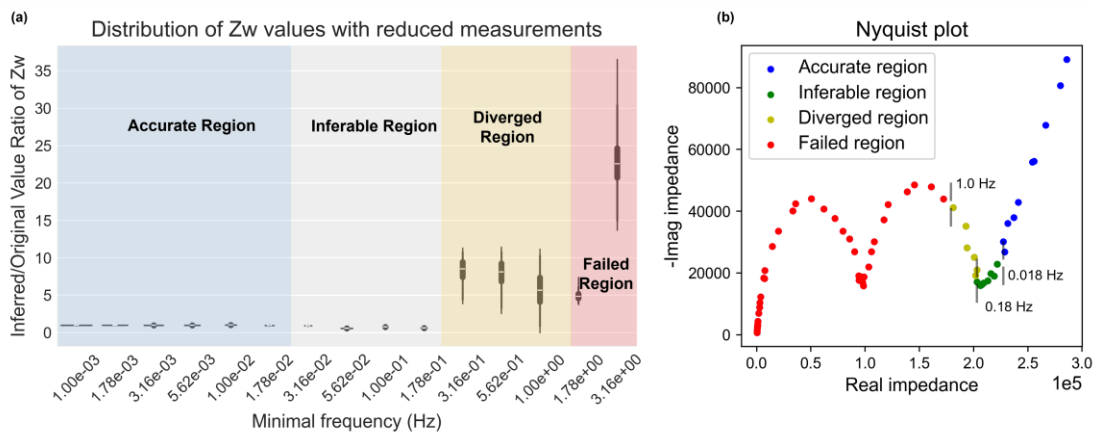 (a)
Distribution of Zw values with reduced measurements
Inferred/Original Value Ratio of Zw
35
30
25
20
15
10
5
0
Accurate Region
Inferable Region
Diverged
Region
Failed
Region
1.00e-03
1.78e-03
3.16e-03
5.62e-03
1.00e-02
1.78e-02
3.16e-02
5.62e-02
1.00e-01
1.78e-01
3.16e-01
5.62e-01
1.00e+00
1.78e+00
3.16e+00
Minimal frequency (Hz)
(b)
Nyquist plot
-Imag impedance
80000
60000
40000
20000
0
Accurate region
Inferable region
Diverged region
Failed region
1.0 Hz
0.018 Hz
0.18 Hz
0.0
0.5
1.0
1.5
2.0
2.5
3.0
1e5
Real impedance